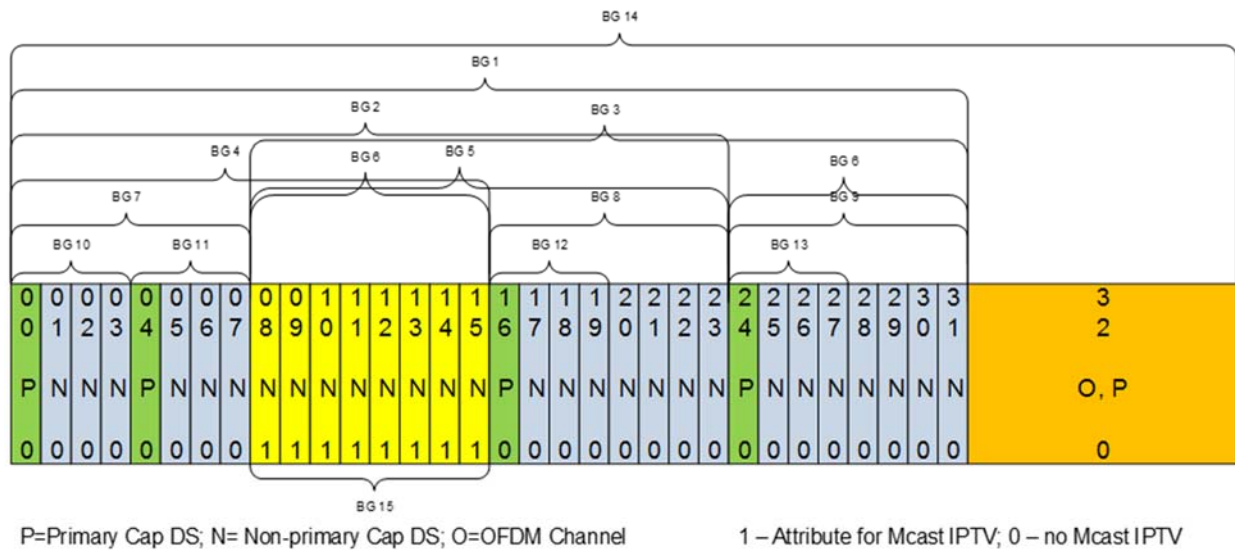 BG 14
BG 1
BG 2
BG 3
BG 4
BG 6
BG 5
BG 6
BG 7
BG 8
BG 9
BG 10
BG 11
BG 12
BG 13
0 0 0 0 0 0 0 0 0 0 1 1 1 1 1 1 1 1 1 1 2 2 2 2 2 2 2 2 2 2 3 3 3
0 1 2 3 4 5 6 7 8 9 0 1 2 3 4 5 6 7 8 9 0 1 2 3 4 5 6 7 8 9 0 1 2
P N N N P N N N N N N N N N N N P N N N N N N N P N N N N N N N O, P
0 0 0 0 0 0 0 0 1 1 1 1 1 1 1 1 0 0 0 0 0 0 0 0 0 0 0 0 0 0 0 0 0
BG 15
P=Primary Cap DS; N= Non-primary Cap DS; O=OFDM Channel
1 – Attribute for Mcast IPTV; 0 – no Mcast IPTV